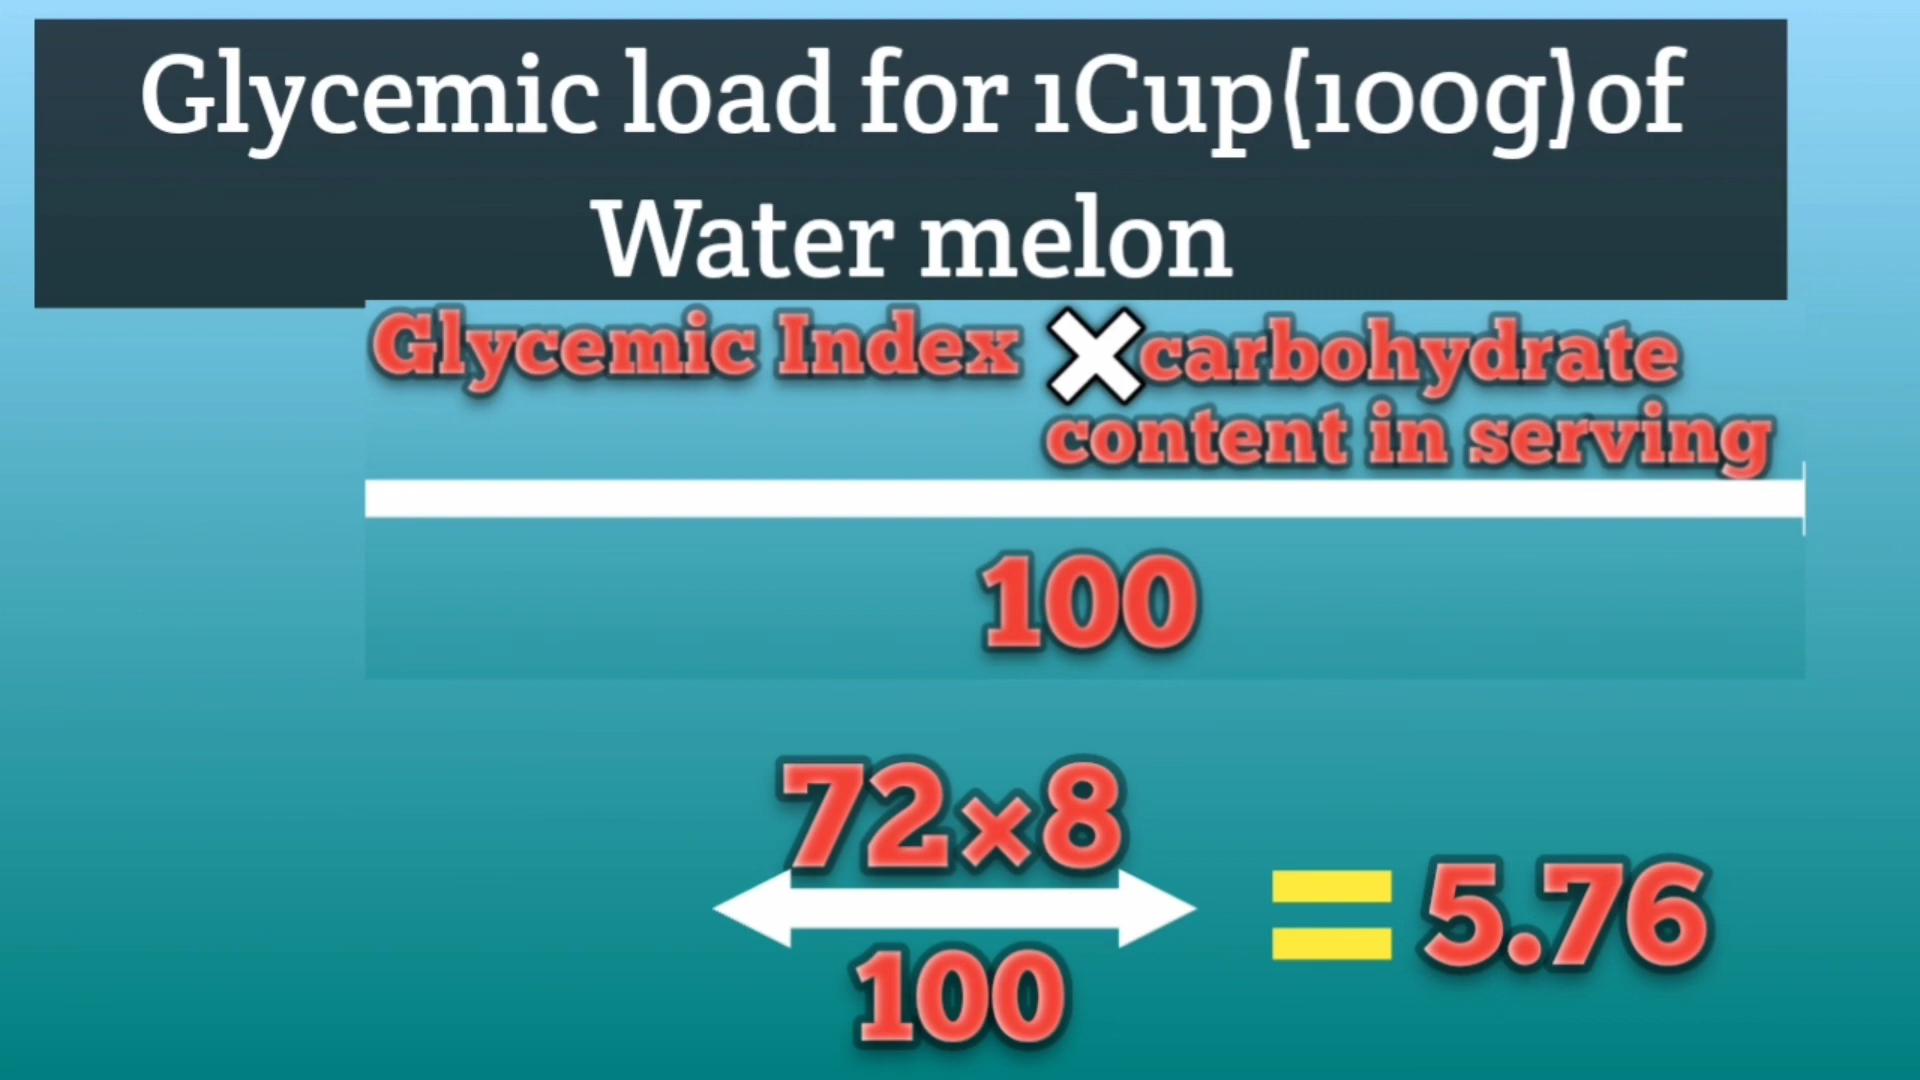 Glycemic load for 1Cup(100g)of
Water melon
Glycemic Index ×carbohydrate
content in serving
100
72×8
100
= 5.76